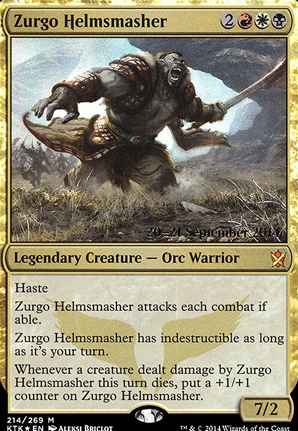 Zurgo Helmsmasher 2
20–21 September 2014
Legendary Creature — Orc Warrior
Haste
Zurgo Helmsmasher attacks each combat if
able.
Zurgo Helmsmasher has indestructible as long
as it's your turn.
Whenever a creature dealt damage by Zurgo
Helmsmasher this turn dies, put a +1/+1
counter on Zurgo Helmsmasher.
7/2
214/269 M
KTK ★ EN ALEKSI BRICLOT
™ & © 2014 Wizards of the Coast